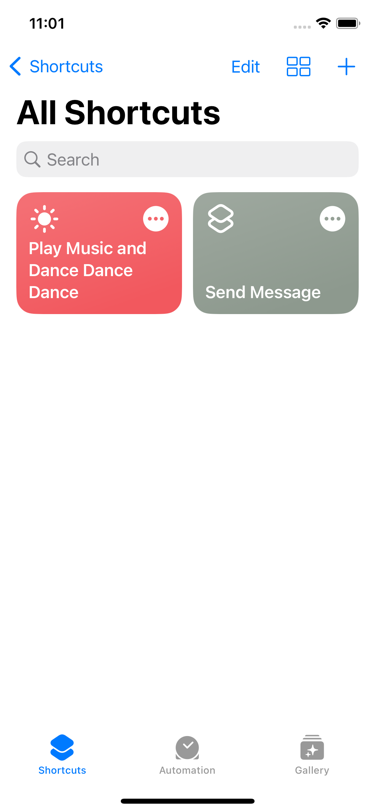 11:01
Shortcuts
Edit
All Shortcuts
Search
Play Music and
Dance Dance
Dance
Send Message
Shortcuts
Automation
Gallery